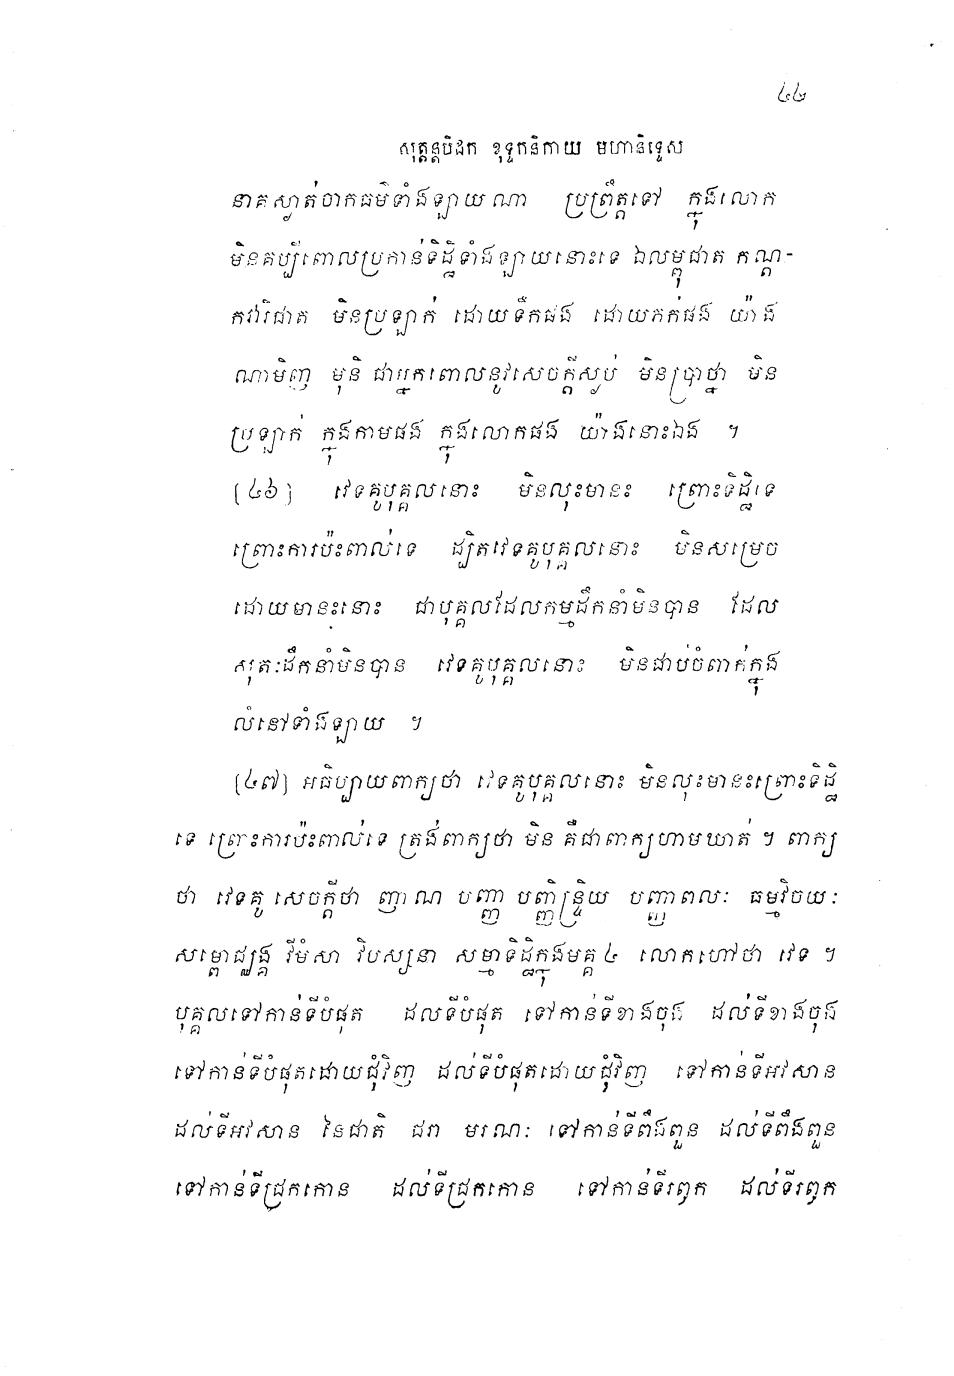 ៤៤
សុត្តន្តបិដក ខុទ្ទកនិកាយ មហានិទ្ទេស
នាគស្ងាត់ចាកធម៌ទាំងឡាយណា ប្រព្រឹត្តទៅ ក្នុងលោក
មិនគប្បីពោលប្រកាន់ទិដ្ឋិទាំងឡាយនោះទេ ឯលម្ពុជាត កណ្ដ-
កវារិជាត មិនប្រឡាក់ ដោយទឹកផង ដោយភក់ផង យ៉ាង
ណាមិញ មុនិ ជាអ្នកពោលនូវសេចក្ដីស្ងប់ មិនប្រាថ្នា មិន
ប្រឡាក់ ក្នុងកាមផង ក្នុងលោកផង យ៉ាងនោះឯង ។
[៤៦] វេទគូបុគ្គលនោះ មិនលុះមានះ ព្រោះទិដ្ឋិទេ
ព្រោះការប៉ះពាល់ទេ ដ្បិតវេទគូបុគ្គលនោះ មិនសម្រេច
ដោយមានះនោះ ជាបុគ្គលដែលកម្មដឹកនាំមិនបាន ដែល
សុតៈដឹកនាំមិនបាន វេទគូបុគ្គលនោះ មិនជាប់ចំពាក់ក្នុង
លំនៅទាំងឡាយ ។
[៤៧] អធិប្បាយពាក្យថា វេទគូបុគ្គលនោះ មិនលុះមានះព្រោះទិដ្ឋិ
ទេ ព្រោះការប៉ះពាល់ទេ ត្រង់ពាក្យថា មិន គឺជាពាក្យហាមឃាត់ ។ ពាក្យ
ថា វេទគូ សេចក្ដីថា ញាណ បញ្ញា បញ្ញិន្ទ្រិយ បញ្ញាពលៈ ធម្មវិចយៈ
សម្ពោជ្ឈង្គ វីមំសា វិបស្សនា សម្មាទិដ្ឋិក្នុងមគ្គ ៤ លោកហៅថា វេទ ។
បុគ្គលទៅកាន់ទីបំផុត ដល់ទីបំផុត ទៅកាន់ទីខាងចុង ដល់ទីខាងចុង
ទៅកាន់ទីបំផុតដោយជុំវិញ ដល់ទីបំផុតដោយជុំវិញ ទៅកាន់ទីអវសាន
ដល់ទីអវសាន នៃជាតិ ជរា មរណៈ ទៅកាន់ទីពឹងពួន ដល់ទីពឹងពួន
ទៅកាន់ទីជ្រកកោន ដល់ទីជ្រកកោន ទៅកាន់ទីរឭក ដល់ទីរឭក